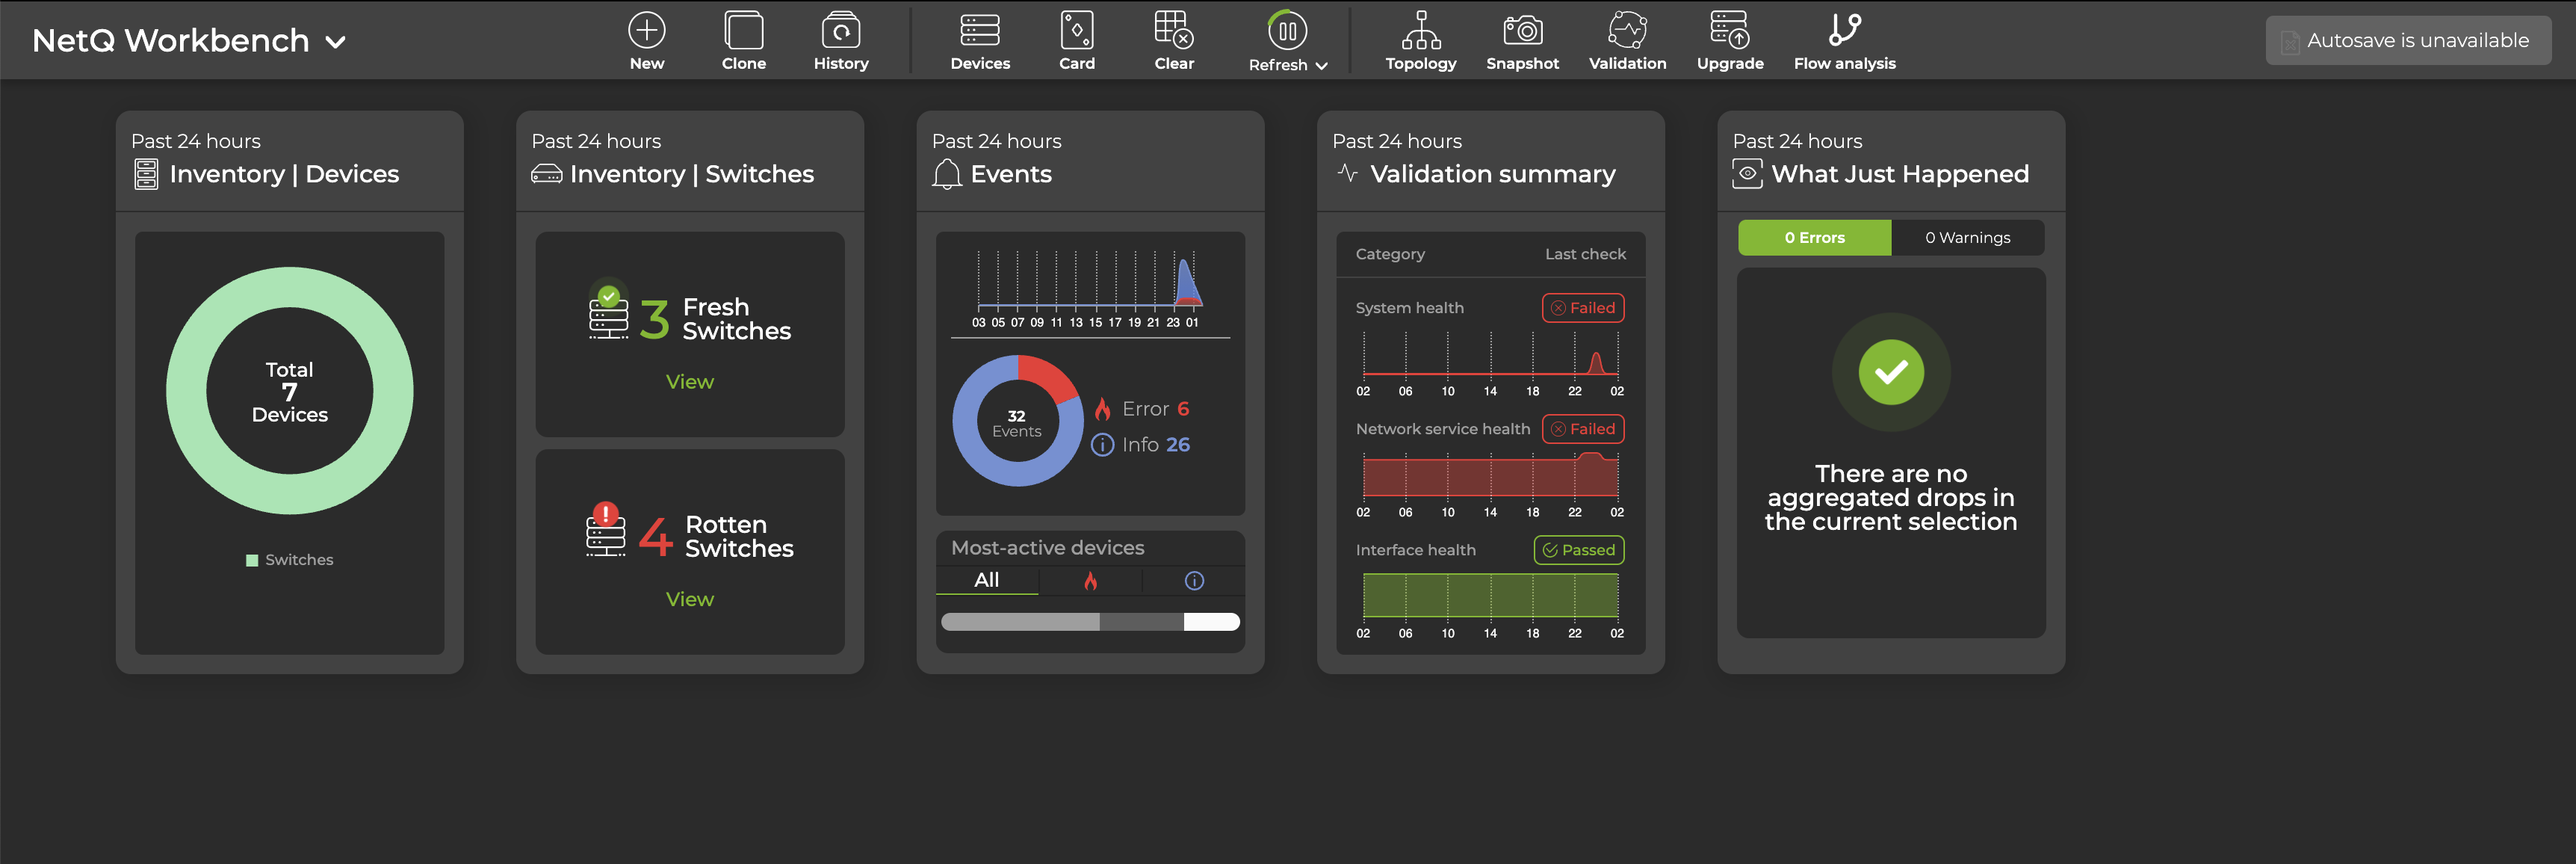 NetQ Workbench
New
Clone
History
Devices
Card
Clear
Refresh
Topology
Snapshot
Validation
Upgrade
Flow analysis
Autosave is unavailable
Past 24 hours
Inventory | Devices
Total
7
Devices
Switches
Past 24 hours
Inventory | Switches
3 Fresh
Switches
View
4 Rotten
Switches
View
Past 24 hours
Events
03 05 07 09 11 13 15 17 19 21 23 01
32
Events
Error 6
Info 26
Most-active devices
All
Past 24 hours
Validation summary
Category Last check
System health Failed
02 06 10 14 18 22 02
Network service health Failed
02 06 10 14 18 22 02
Interface health Passed
02 06 10 14 18 22 02
Past 24 hours
What Just Happened
0 Errors 0 Warnings
There are no
aggregated drops in
the current selection